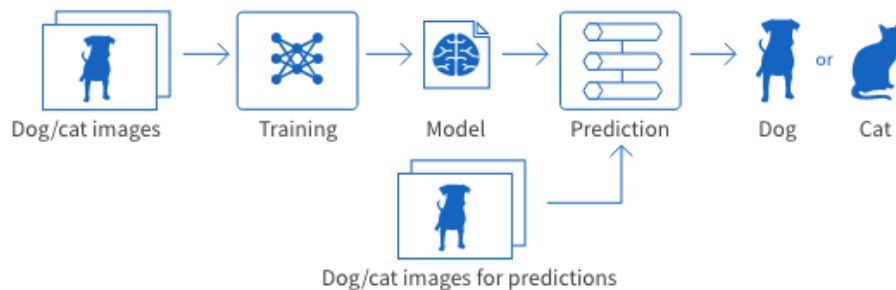 Dog/cat images
Training
Model
Prediction
Dog
or
Cat
Dog/cat images for predictions